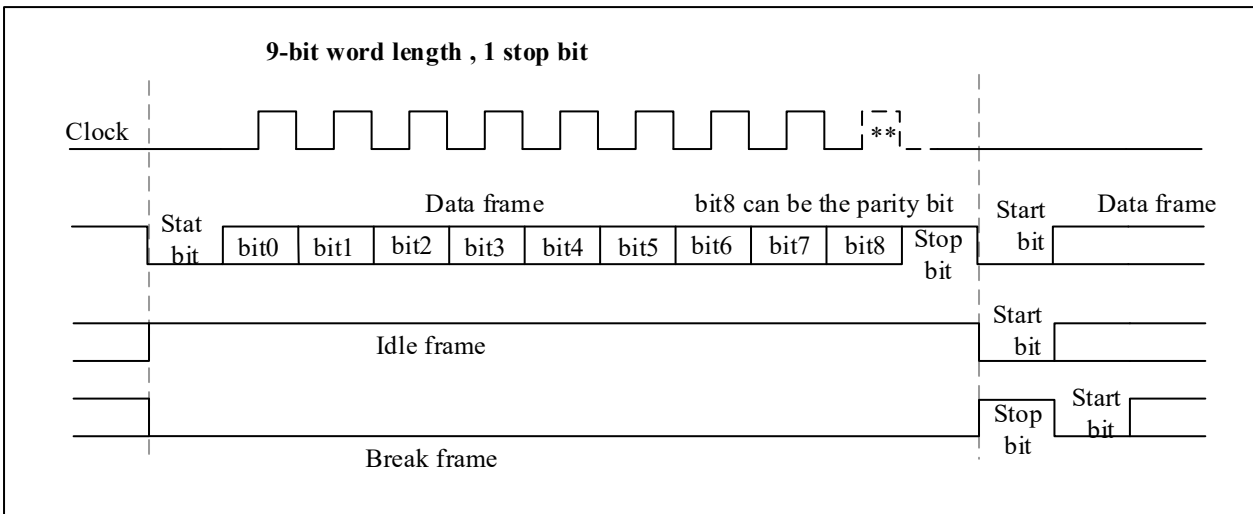 9-bit word length , 1 stop bit
Clock
**
Data frame
bit8 can be the parity bit
Data frame
Stat
bit
bit0 bit1 bit2 bit3 bit4 bit5 bit6 bit7 bit8
Stop
bit
Start
bit
Idle frame
Start
bit
Break frame
Stop
bit
Start
bit